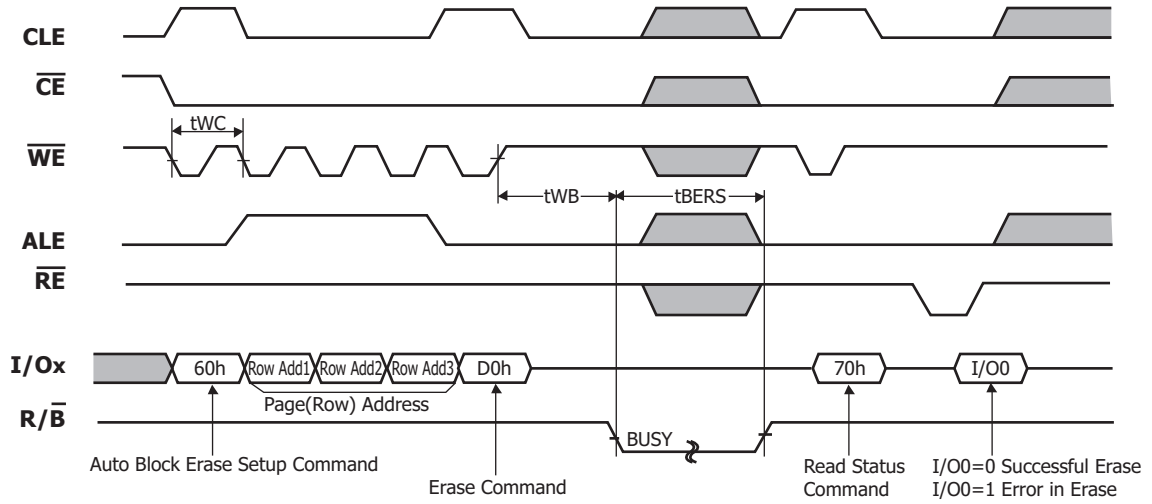 CLE
CE
tWC
WE
tWB
tBERS
ALE
RE
I/Ox
60h
Row Add1
Row Add2
Row Add3
D0h
70h
I/O0
Page(Row) Address
R/B
BUSY
Auto Block Erase Setup Command
Erase Command
Read Status
Command
I/O0=0 Successful Erase
I/O0=1 Error in Erase